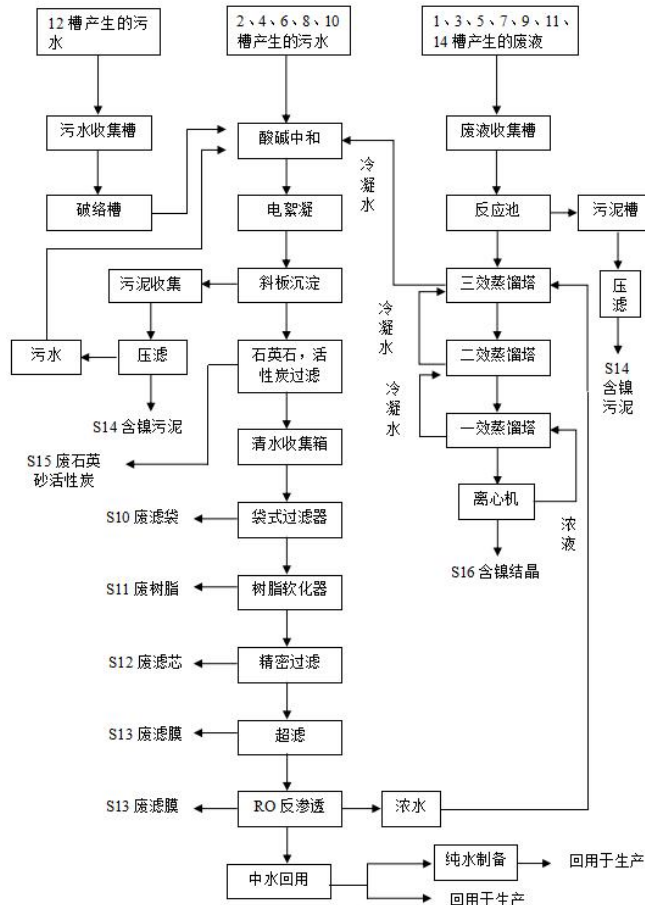 12槽产生的污
水
2、4、6、8、10
槽产生的污水
1、3、5、7、9、11、
14槽产生的废液
污水收集槽
酸碱中和
废液收集槽
冷凝水
破络槽
电絮凝
反应池
污泥槽
污泥收集
斜板沉淀
三效蒸馏塔
压滤
冷凝水
污水
压滤
石英石，活
性炭过滤
二效蒸馏塔
S14
含镍
污泥
冷凝水
S14 含镍污泥
一效蒸馏塔
S15 废石英
砂活性炭
清水收集箱
离心机
浓液
S10 废滤袋
袋式过滤器
S16 含镍结晶
S11 废树脂
树脂软化器
S12 废滤芯
精密过滤
S13 废滤膜
超滤
S13 废滤膜
RO 反渗透
浓水
中水回用
纯水制备
回用于生产
回用于生产